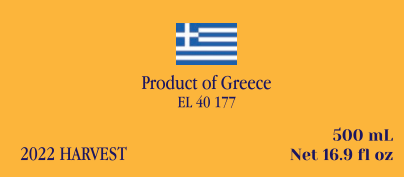 Product of Greece
EL 40 177
500 mL
2022 HARVEST Net 16.9 fl oz